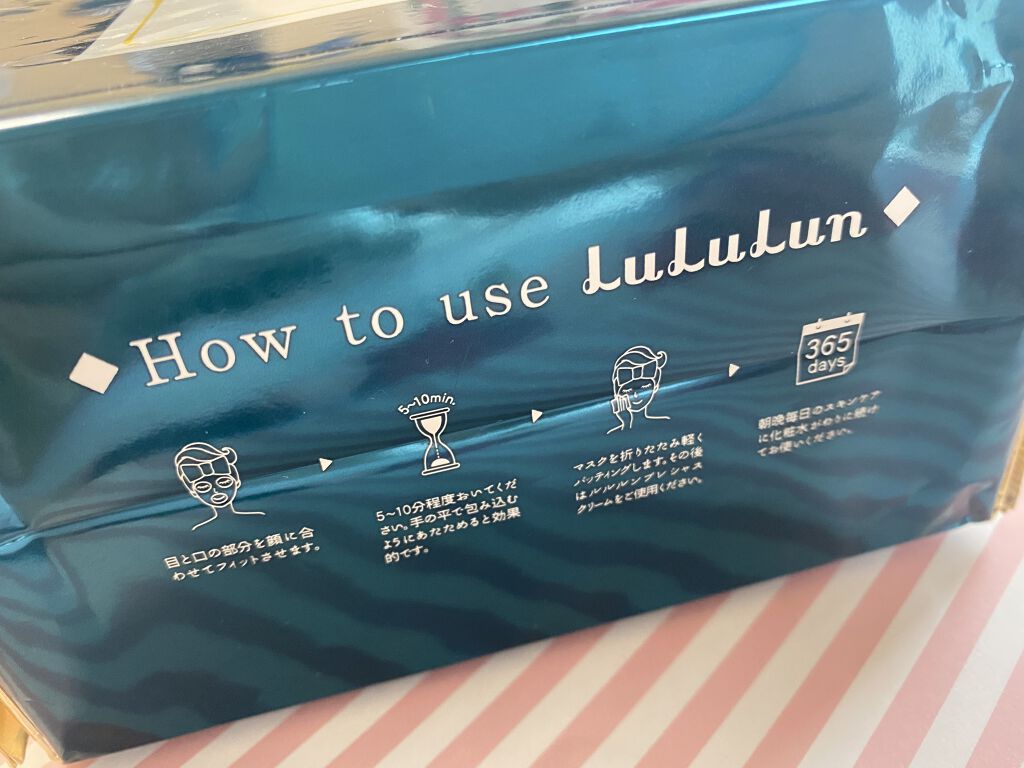 How to use LuLuLun
目と口の部分を顔に合
わせてフィットさせます。
5~10min.
5~10分程度おいてくだ
さい。手の平で包み込む
ようにあたためると効果
的です。
マスクを折りたたみ軽く
パッティングします。その後
はルルルンプレシャス
クリームをご使用ください。
365
days
朝晩毎日のスキンケア
に化粧水がわりに続け
てお使いください。